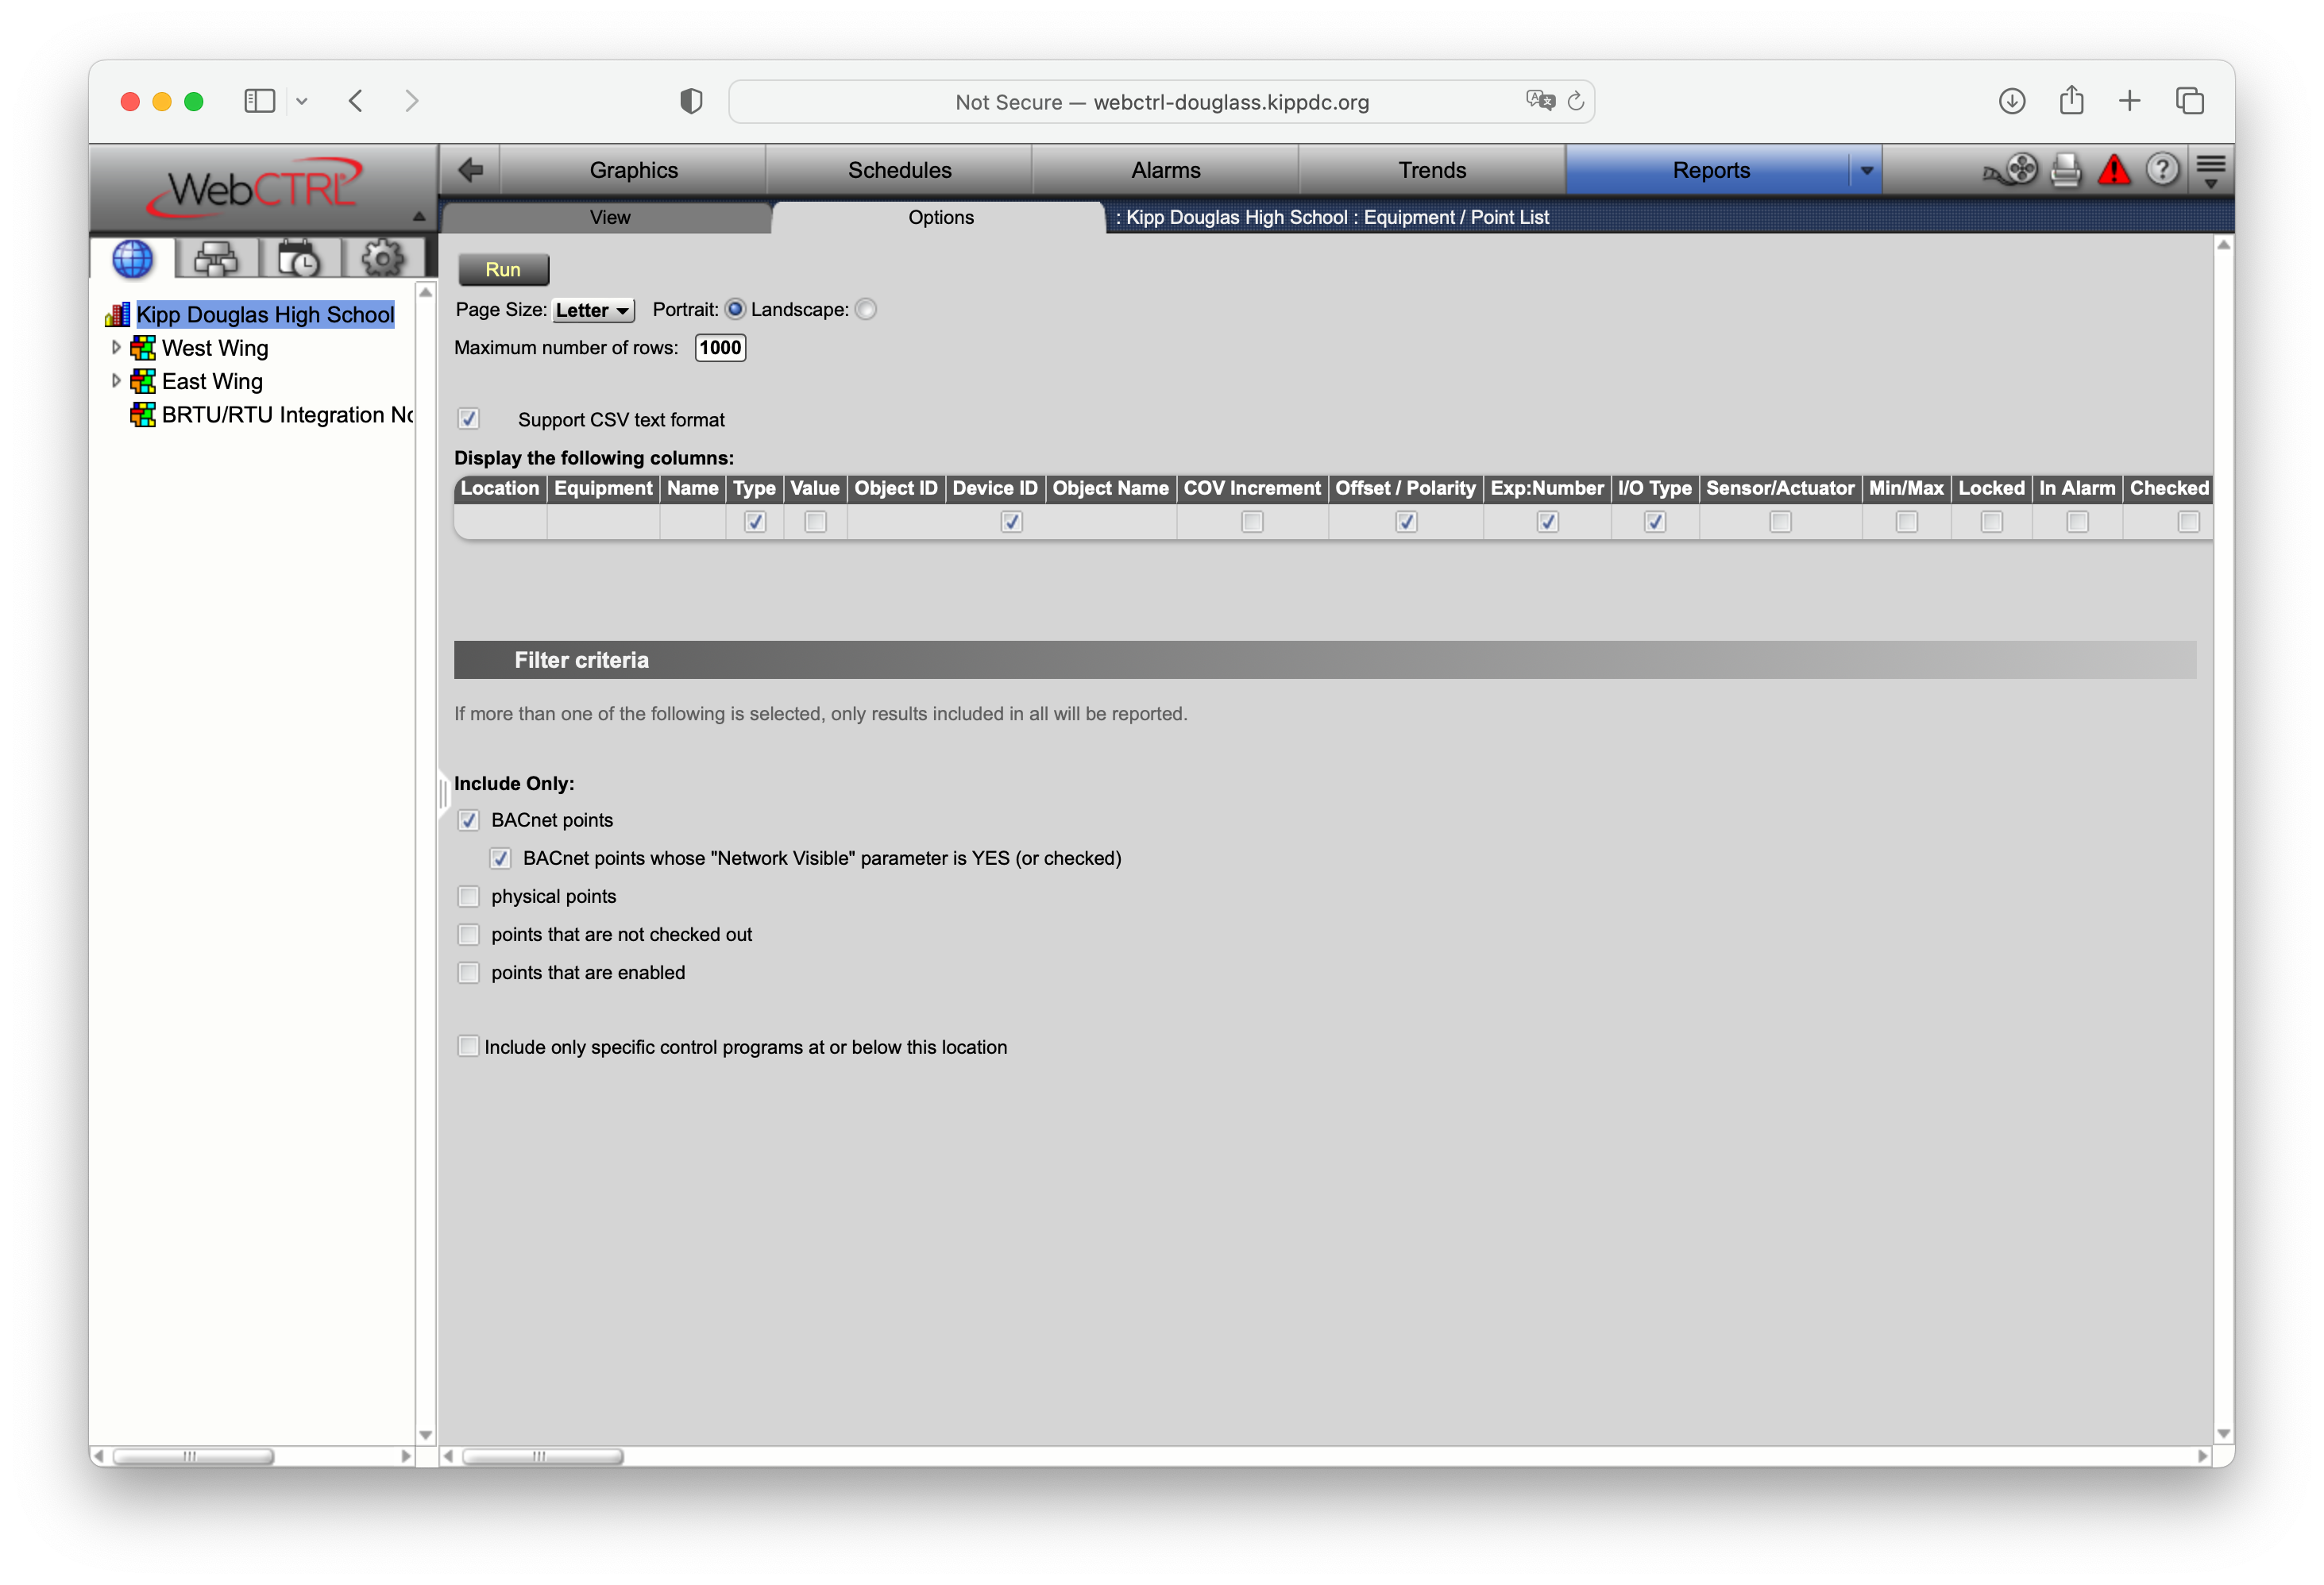 Not Secure — webctrl-douglass.kippdc.org
WebCTRL®
Graphics
Schedules
Alarms
Trends
Reports
View
Options
: Kipp Douglas High School : Equipment / Point List
Kipp Douglas High School
West Wing
East Wing
BRTU/RTU Integration No
Run
Page Size: Letter Portrait: Landscape:
Maximum number of rows: 1000
Support CSV text format
Display the following columns:
Location Equipment Name Type Value Object ID Device ID Object Name COV Increment Offset / Polarity Exp:Number I/O Type Sensor/Actuator Min/Max Locked In Alarm Checked
Filter criteria
If more than one of the following is selected, only results included in all will be reported.
Include Only:
BACnet points
BACnet points whose "Network Visible" parameter is YES (or checked)
physical points
points that are not checked out
points that are enabled
Include only specific control programs at or below this location